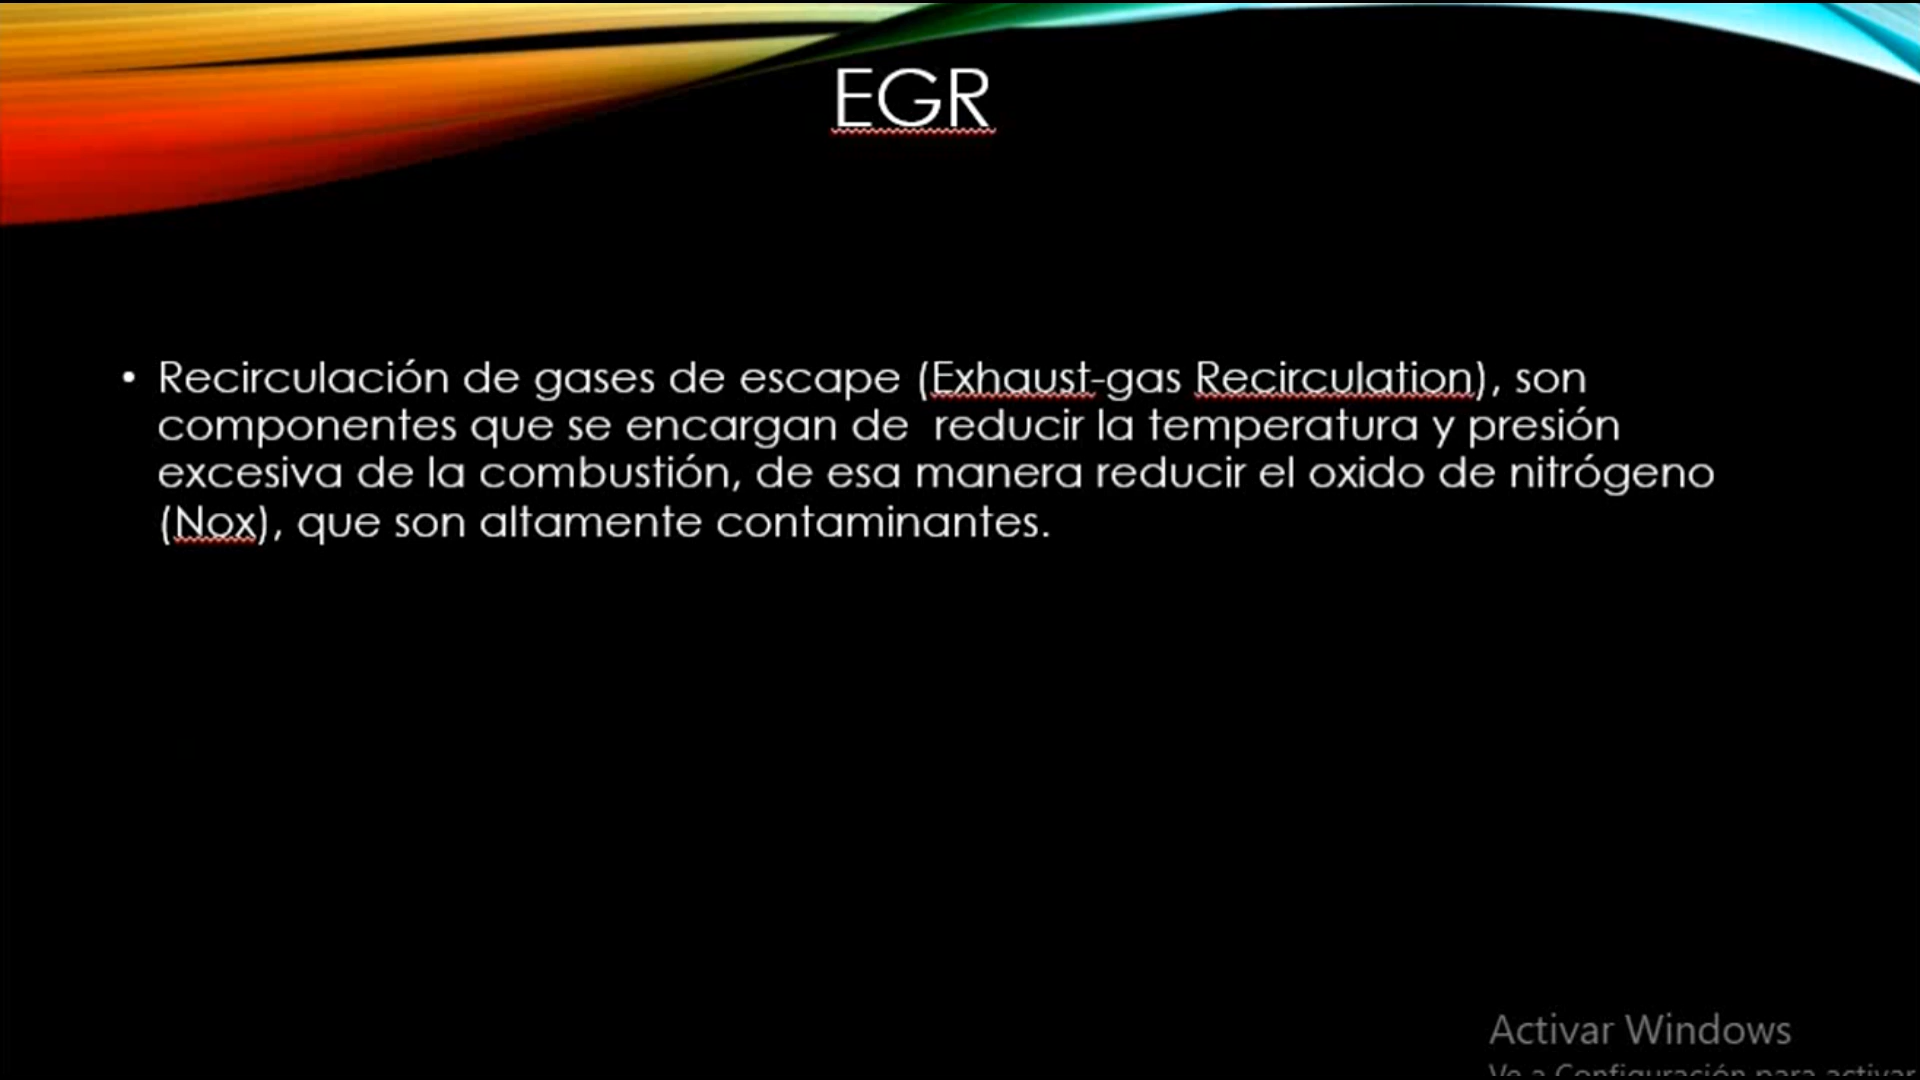 EGR
• Recirculación de gases de escape (Exhaust-gas Recirculation), son
componentes que se encargan de  reducir la temperatura y presión
excesiva de la combustión, de esa manera reducir el oxido de nitrógeno
(Nox), que son altamente contaminantes.
Activar Windows
Ve a Configuración para activar